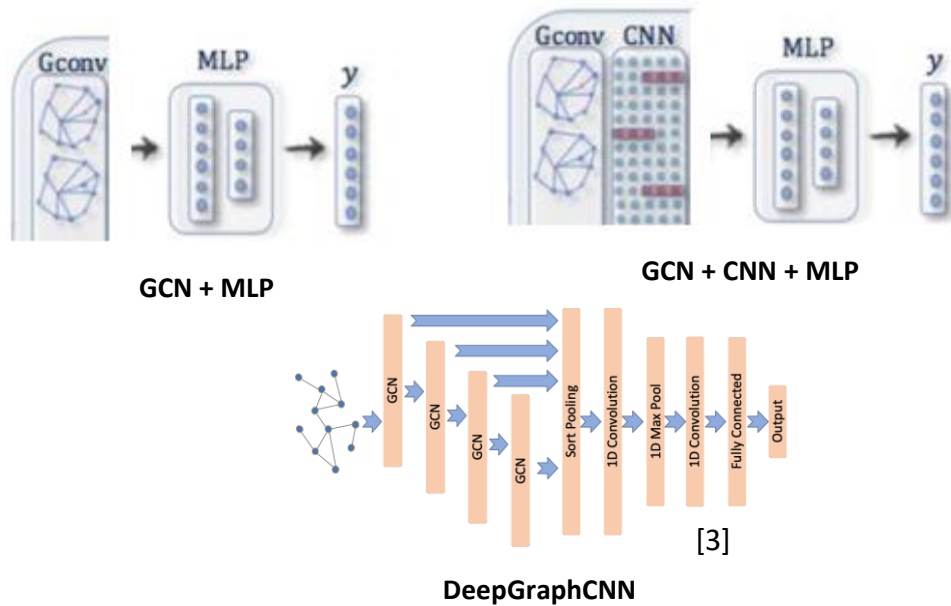 Gconv
MLP
y
GCN + MLP
Gconv CNN
MLP
y
GCN + CNN + MLP
GCN
GCN
GCN
GCN
Sort Pooling
1D Convolution
1D Max Pool
1D Convolution
Fully Connected
Output
[3]
DeepGraphCNN